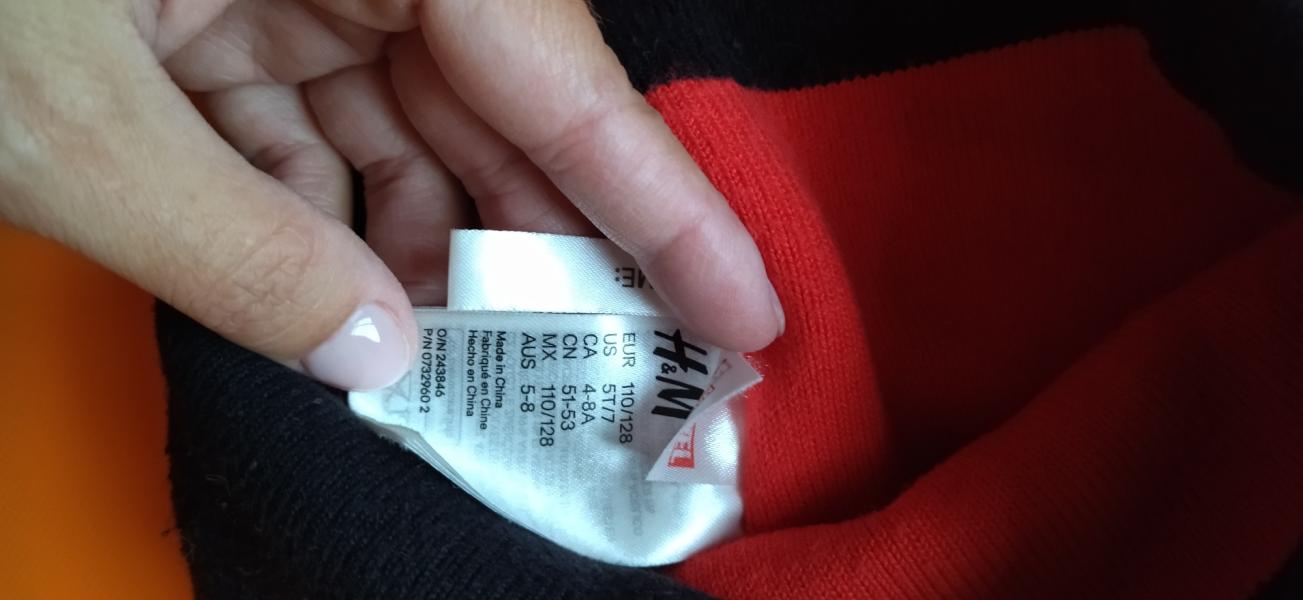 H&M
EUR 110/128
US 5T/7
CA 4-8A
CN 51-53
MX 110/128
AUS 5-8
Made in China
Fabriqué en Chine
Hecho en China
O/N 243846
P/N 0732960 2
ME: